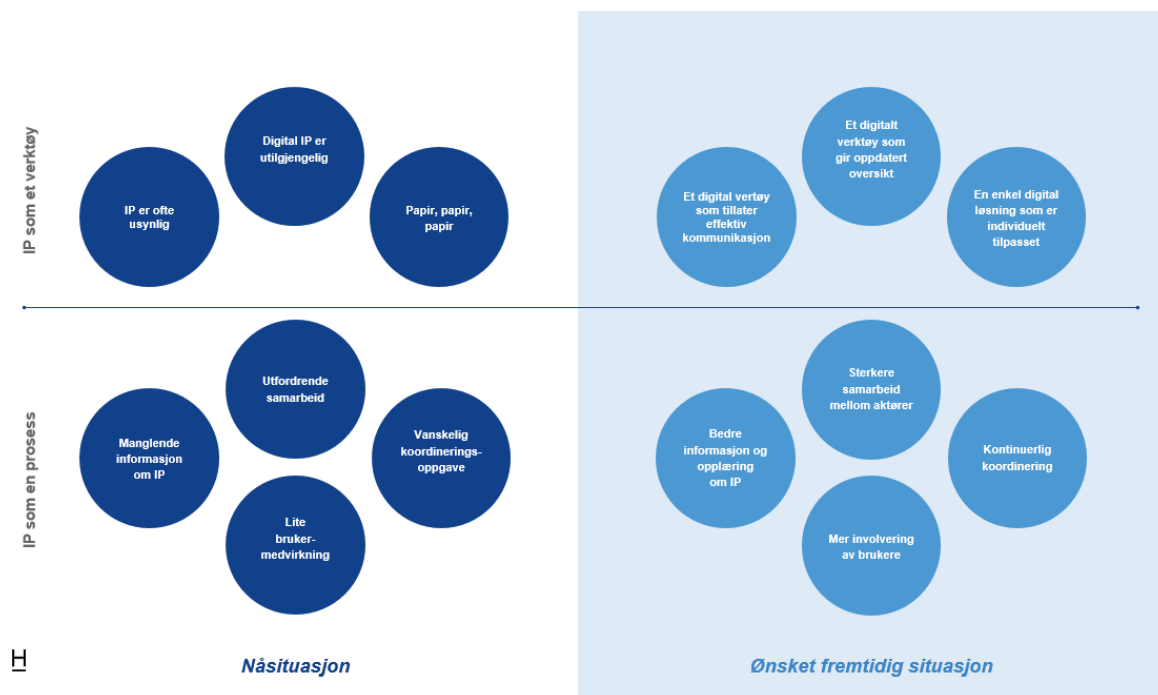 IP som et verktøy
Digital IP er
utilgjengelig
IP er ofte
usynlig
Papir, papir,
papir
Et digital vertøy
som tillater
effektiv
kommunikasjon
Et digitalt
verktøy som
gir oppdatert
oversikt
En enkel digital
løsning som er
individuelt
tilpasset
IP som en prosess
Utfordrende
samarbeid
Manglende
informasjon
om IP
Vanskelig
koordinerings-
oppgave
Lite
bruker-
medvirkning
Sterkere
samarbeid
mellom aktører
Bedre
informasjon og
opplæring
om IP
Kontinuerlig
koordinering
Mer involvering
av brukere
H
Nåsituasjon
Ønsket fremtidig situasjon